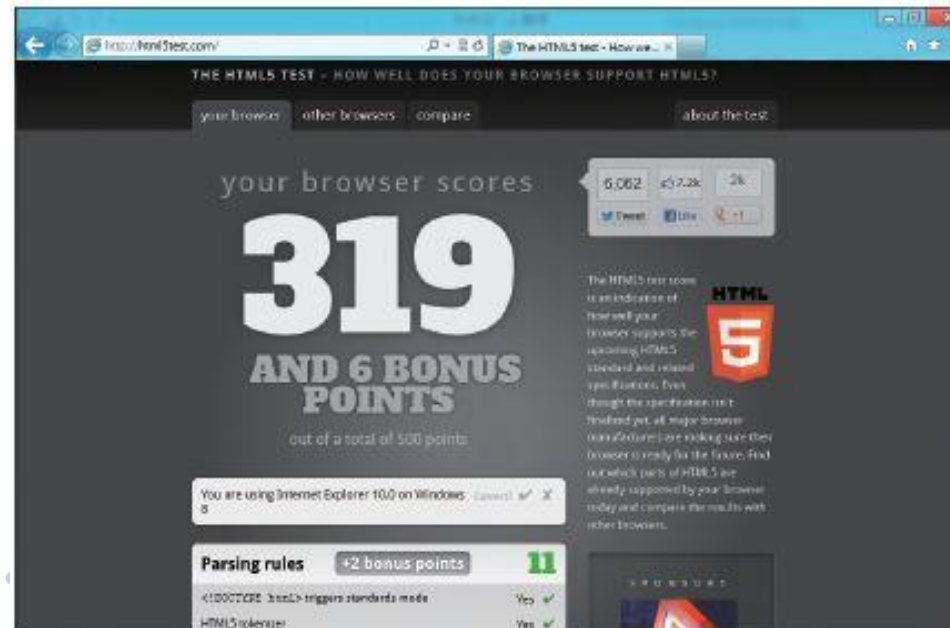 http://html5test.com/
The HTML5 test - How we...
THE HTML5 TEST - HOW WELL DOES YOUR BROWSER SUPPORT HTML5?
your browser
other browsers
compare
about the test
your browser scores
319
AND 6 BONUS
POINTS
out of a total of 500 points
6,062
7.2k
2k
Tweet
Like
+1
The HTML5 test score
is an indication of
how well your
browser supports the
upcoming HTML5
standard and related
specifications. Even
though the specification isn't
finalized yet, all major browser
manufacturers are making sure their
browser is ready for the future. Find
out which parts of HTML5 are
already supported by your browser
today and compare the results with
other browsers.
HTML
5
You are using Internet Explorer 10.0 on Windows
8
Correct?
SPONSORS
Parsing rules
+2 bonus points
11
<!DOCTYPE html> triggers standards mode
Yes ✔
HTML5 tokenizer
Yes ✔